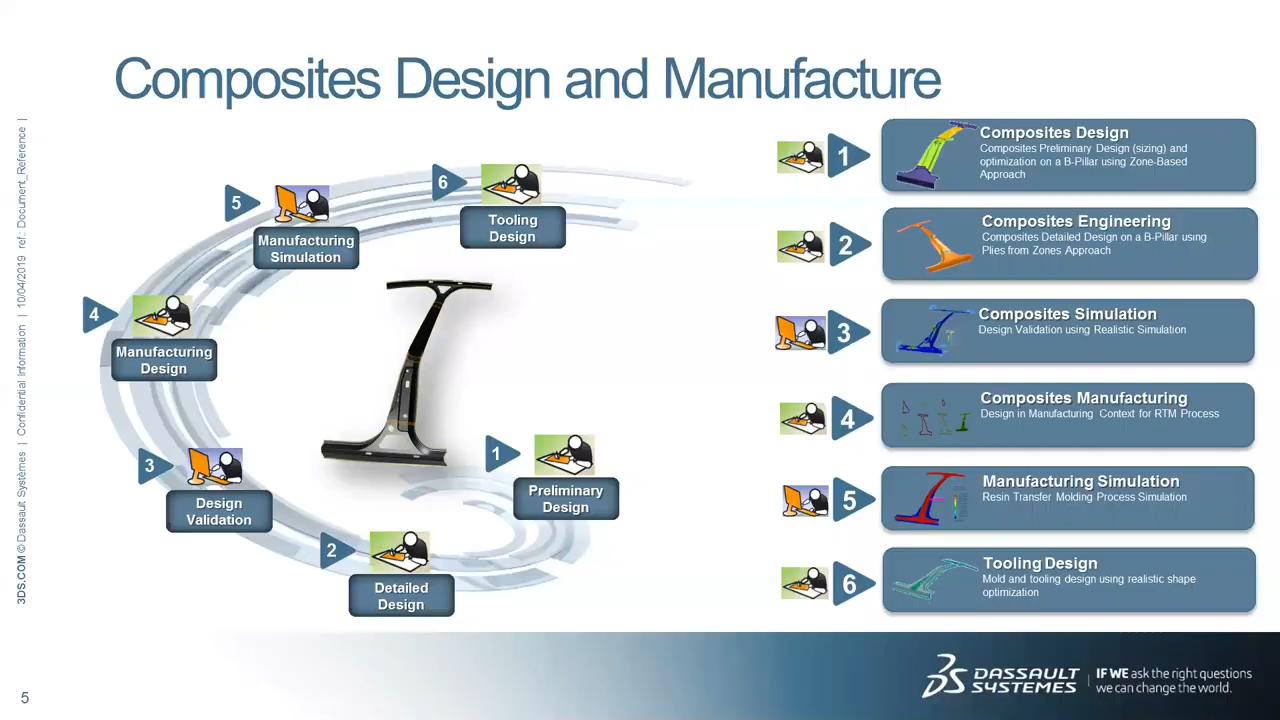 Composites Design and Manufacture
3DS.COM © Dassault Systèmes | Confidential Information | 10/04/2019 ref.: Document_Reference |
6
Tooling
Design
5
Manufacturing
Simulation
4
Manufacturing
Design
3
Design
Validation
2
Detailed
Design
1
Preliminary
Design
1
Composites Design
Composites Preliminary Design (sizing) and
optimization on a B-Pillar using Zone-Based
Approach
2
Composites Engineering
Composites Detailed Design on a B-Pillar using
Plies from Zones Approach
3
Composites Simulation
Design Validation using Realistic Simulation
4
Composites Manufacturing
Design in Manufacturing Context for RTM Process
5
Manufacturing Simulation
Resin Transfer Molding Process Simulation
6
Tooling Design
Mold and tooling design using realistic shape
optimization
5
3DS DASSAULT
SYSTEMES
| IF WE ask the right questions
we can change the world.